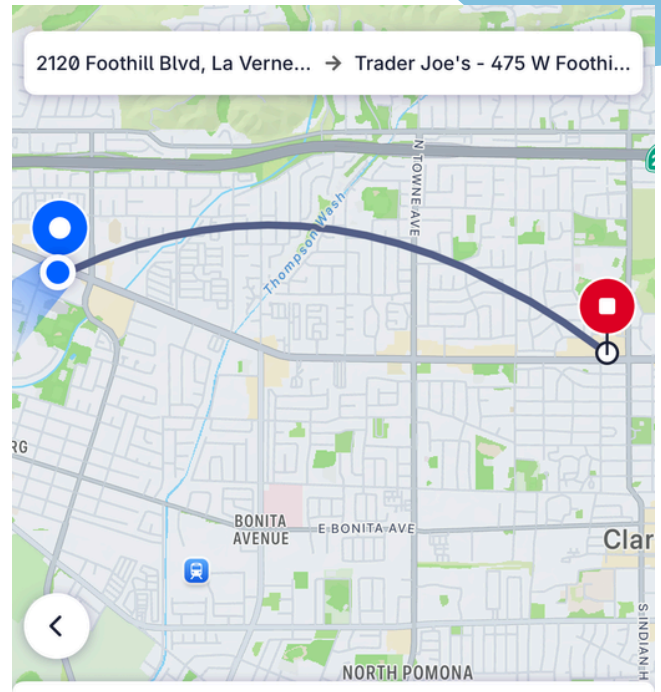 2120 Foothill Blvd, La Verne... → Trader Joe's - 475 W Foothi...
N TOWNE AVE
Thompson Wash
RG
BONITA
AVENUE
E BONITA AVE
Clar
S INDIAN H
NORTH POMONA